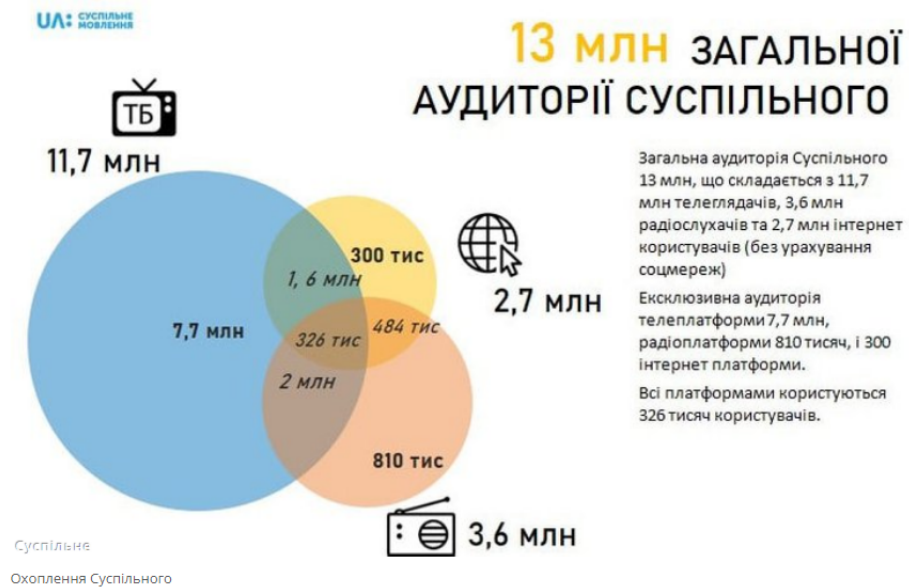 UA: СУСПІЛЬНЕ
МОВЛЕННЯ
13 МЛН ЗАГАЛЬНОЇ
АУДИТОРІЇ СУСПІЛЬНОГО
ТБ
11,7 МЛН
300 ТИС
1, 6 МЛН
2,7 МЛН
7,7 МЛН
326 ТИС
484 ТИС
2 МЛН
810 ТИС
3,6 МЛН
Загальна аудиторія Суспільного
13 млн, що складається з 11,7
млн телеглядачів, 3,6 млн
радіослухачів та 2,7 млн інтернет
користувачів (без урахування
соцмереж)
Ексклюзивна аудиторія
телеплатформи 7,7 млн,
радіоплатформи 810 тисяч, і 300
інтернет платформи.
Всі платформами користуються
326 тисяч користувачів.
Суспільне
Охоплення Суспільного